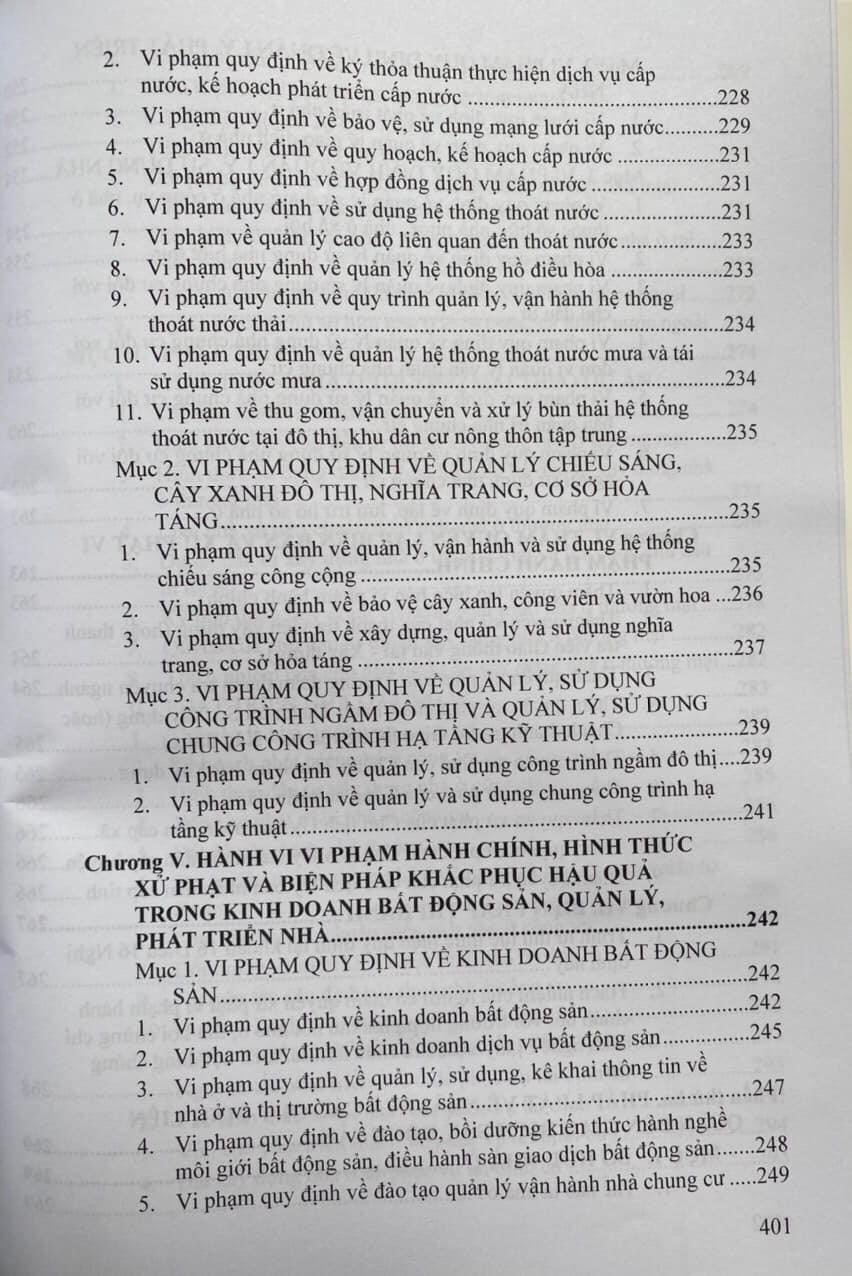 2. Vi phạm quy định về ký thỏa thuận thực hiện dịch vụ cấp
nước, kế hoạch phát triển cấp nước ...228
3. Vi phạm quy định về bảo vệ, sử dụng mạng lưới cấp nước...229
4. Vi phạm quy định về quy hoạch, kế hoạch cấp nước ...231
5. Vi phạm quy định về hợp đồng dịch vụ cấp nước ...231
6. Vi phạm quy định về sử dụng hệ thống thoát nước ...231
7. Vi phạm về quản lý cao độ liên quan đến thoát nước...233
8. Vi phạm quy định về quản lý hệ thống hồ điều hòa ...233
9. Vi phạm quy định về quy trình quản lý, vận hành hệ thống
thoát nước thải...234
10. Vi phạm quy định về quản lý hệ thống thoát nước mưa và tái
sử dụng nước mưa...234
11. Vi phạm về thu gom, vận chuyển và xử lý bùn thải hệ thống
thoát nước tại đô thị, khu dân cư nông thôn tập trung ...235
Mục 2. VI PHẠM QUY ĐỊNH VỀ QUẢN LÝ CHIẾU SÁNG,
CÂY XANH ĐÔ THỊ, NGHĨA TRANG, CƠ SỞ HỎA
TÁNG...235
1. Vi phạm quy định về quản lý, vận hành và sử dụng hệ thống
chiếu sáng công cộng ...235
2. Vi phạm quy định về bảo vệ cây xanh, công viên và vườn hoa ...236
3. Vi phạm quy định về xây dựng, quản lý và sử dụng nghĩa
trang, cơ sở hỏa táng ...237
Mục 3. VI PHẠM QUY ĐỊNH VỀ QUẢN LÝ, SỬ DỤNG
CÔNG TRÌNH NGẦM ĐÔ THỊ VÀ QUẢN LÝ, SỬ DỤNG
CHUNG CÔNG TRÌNH HẠ TẦNG KỸ THUẬT...239
1. Vi phạm quy định về quản lý, sử dụng công trình ngầm đô thị....239
2. Vi phạm quy định về quản lý và sử dụng chung công trình hạ
tầng kỹ thuật...241
Chương V. HÀNH VI VI PHẠM HÀNH CHÍNH, HÌNH THỨC
XỬ PHẠT VÀ BIỆN PHÁP KHẮC PHỤC HẬU QUẢ
TRONG KINH DOANH BẤT ĐỘNG SẢN, QUẢN LÝ,
PHÁT TRIỂN NHÀ...242
Mục 1. VI PHẠM QUY ĐỊNH VỀ KINH DOANH BẤT ĐỘNG
SẢN...242
1. Vi phạm quy định về kinh doanh bất động sản...242
2. Vi phạm quy định về kinh doanh dịch vụ bất động sản...245
3. Vi phạm quy định về quản lý, sử dụng, kê khai thông tin về
nhà ở và thị trường bất động sản...247
4. Vi phạm quy định về đào tạo, bồi dưỡng kiến thức hành nghề
môi giới bất động sản, điều hành sàn giao dịch bất động sản...248
5. Vi phạm quy định về đào tạo quản lý vận hành nhà chung cư .....249
401